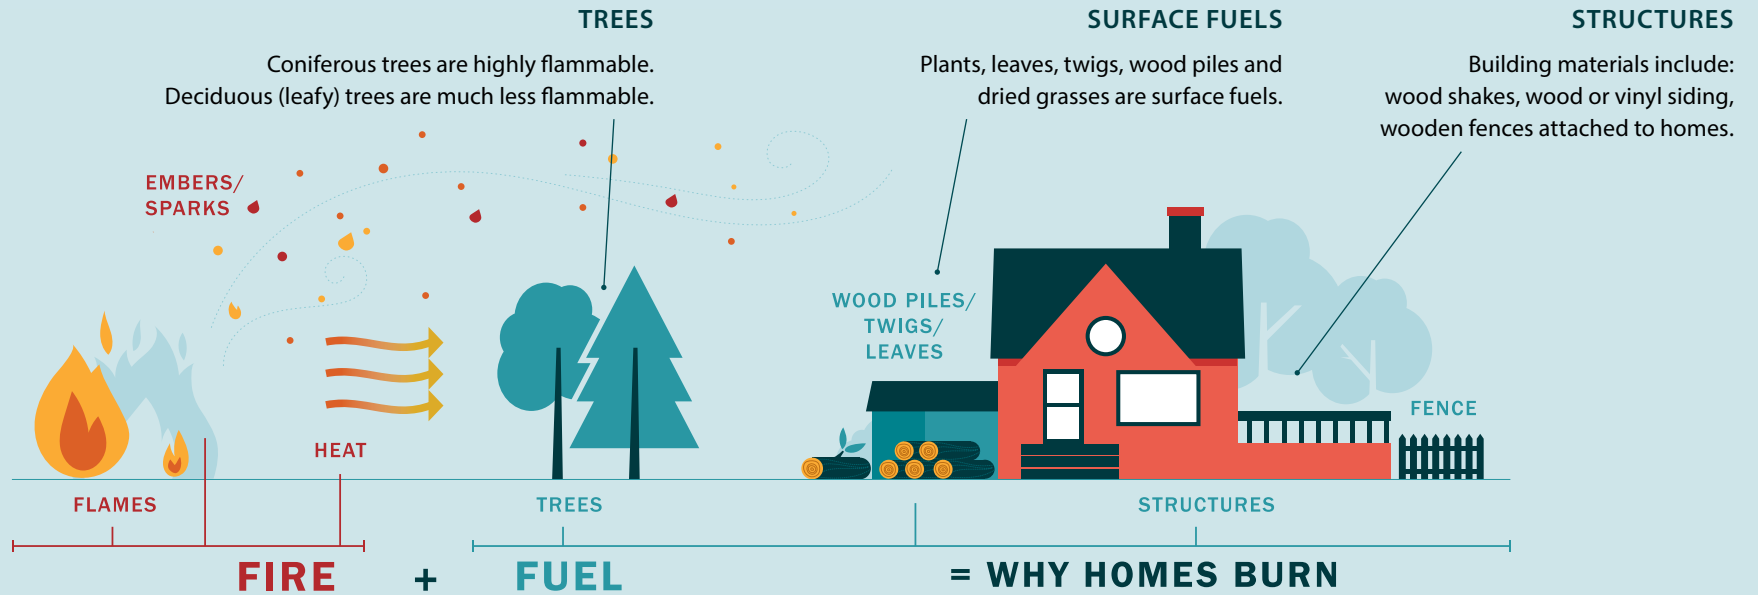 TREES
Coniferous trees are highly flammable.
Deciduous (leafy) trees are much less flammable.
SURFACE FUELS
Plants, leaves, twigs, wood piles and
dried grasses are surface fuels.
STRUCTURES
Building materials include:
wood shakes, wood or vinyl siding,
wooden fences attached to homes.
EMBERS/
SPARKS
HEAT
WOOD PILES/
TWIGS/
LEAVES
FENCE
FLAMES
TREES
STRUCTURES
FIRE + FUEL = WHY HOMES BURN